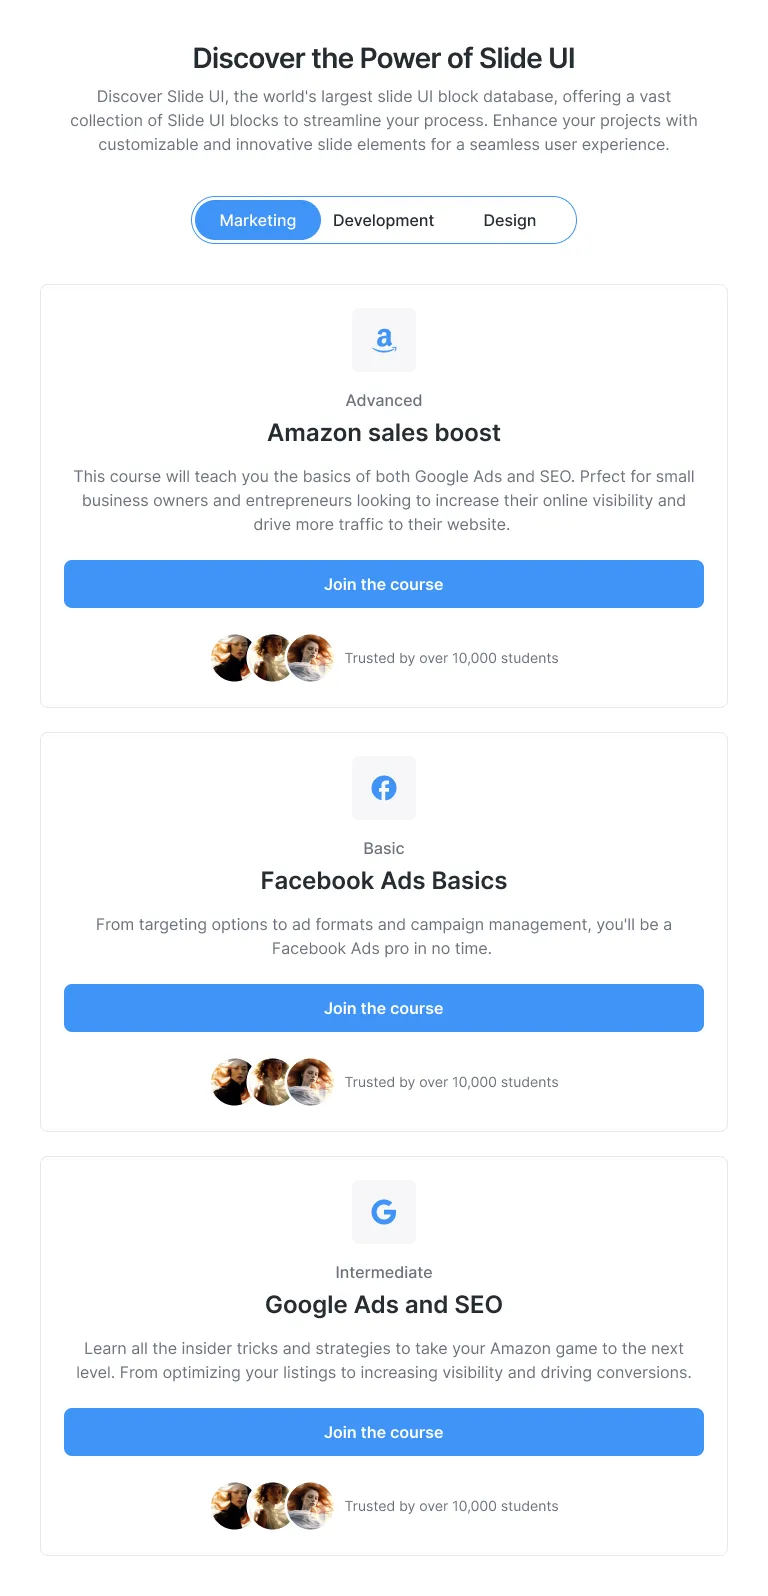 Discover the Power of Slide UI
Discover Slide UI, the world's largest slide UI block database, offering a vast
collection of Slide UI blocks to streamline your process. Enhance your projects with
customizable and innovative slide elements for a seamless user experience.
Marketing Development Design
Advanced
Amazon sales boost
This course will teach you the basics of both Google Ads and SEO. Prfect for small
business owners and entrepreneurs looking to increase their online visibility and
drive more traffic to their website.
Join the course
Trusted by over 10,000 students
Basic
Facebook Ads Basics
From targeting options to ad formats and campaign management, you'll be a
Facebook Ads pro in no time.
Join the course
Trusted by over 10,000 students
Intermediate
Google Ads and SEO
Learn all the insider tricks and strategies to take your Amazon game to the next
level. From optimizing your listings to increasing visibility and driving conversions.
Join the course
Trusted by over 10,000 students